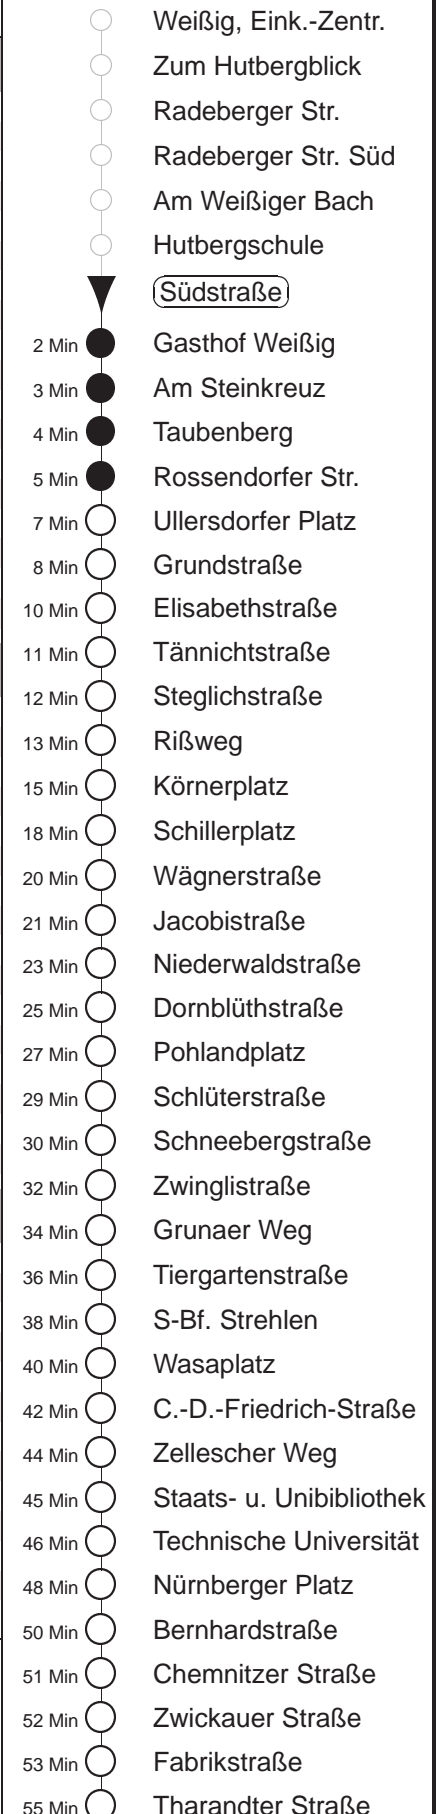 Weißig, Eink.-Zentr.
Zum Hutbergblick
Radeberger Str.
Radeberger Str. Süd
Am Weißiger Bach
Hutbergschule
Südstraße
2 Min Gasthof Weißig
3 Min Am Steinkreuz
4 Min Taubenberg
5 Min Rossendorfer Str.
7 Min Ullersdorfer Platz
8 Min Grundstraße
10 Min Elisabethstraße
11 Min Tännichtstraße
12 Min Steglichstraße
13 Min Rißweg
15 Min Körnerplatz
18 Min Schillerplatz
20 Min Wägnerstraße
21 Min Jacobistraße
23 Min Niederwaldstraße
25 Min Dornblüthstraße
27 Min Pohlandplatz
29 Min Schlüterstraße
30 Min Schneebergstraße
32 Min Zwinglistraße
34 Min Grunaer Weg
36 Min Tiergartenstraße
38 Min S-Bf. Strehlen
40 Min Wasaplatz
42 Min C.-D.-Friedrich-Straße
44 Min Zellescher Weg
45 Min Staats- u. Unibibliothek
46 Min Technische Universität
48 Min Nürnberger Platz
50 Min Bernhardstraße
51 Min Chemnitzer Straße
52 Min Zwickauer Straße
53 Min Fabrikstraße
55 Min Tharandter Straße